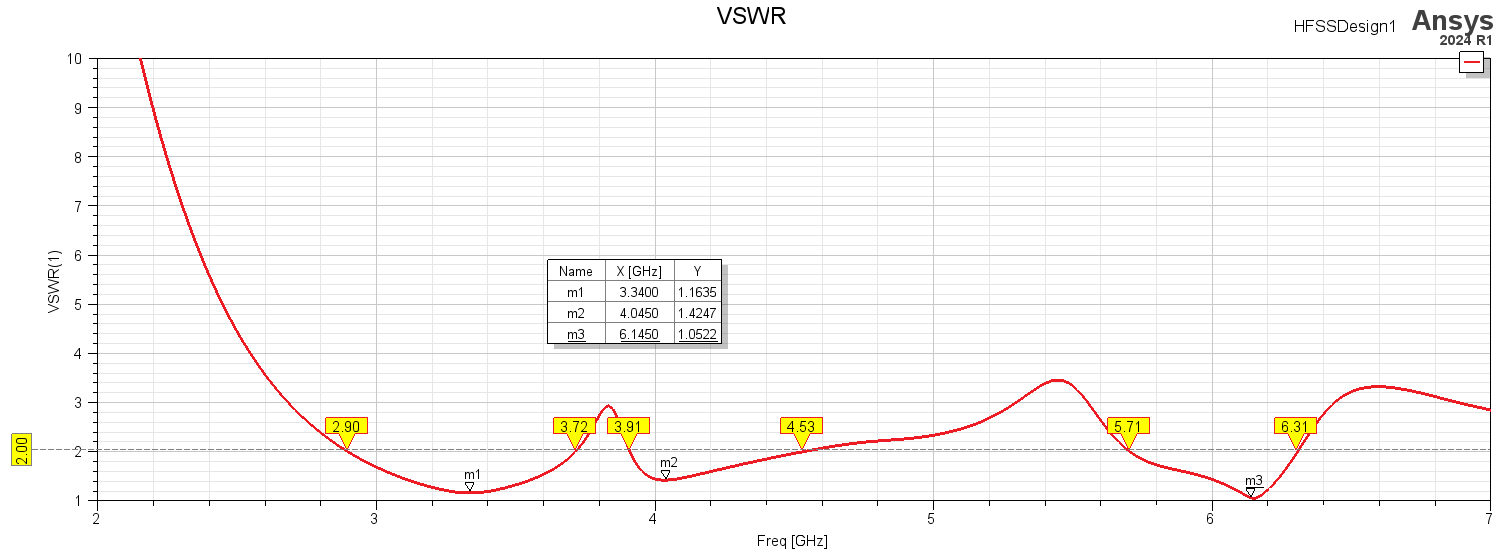 VSWR
HFSSDesign1
Ansys
2024 R1
10
9
8
7
6
5
4
3
2
1
VSWR(1)
2.00
Name X [GHz] Y
m1 3.3400 1.1635
m2 4.0450 1.4247
m3 6.1450 1.0522
2.90 3.72 3.91 4.53 5.71 6.31
m1 m2 m3
2 3 4 5 6 7
Freq [GHz]